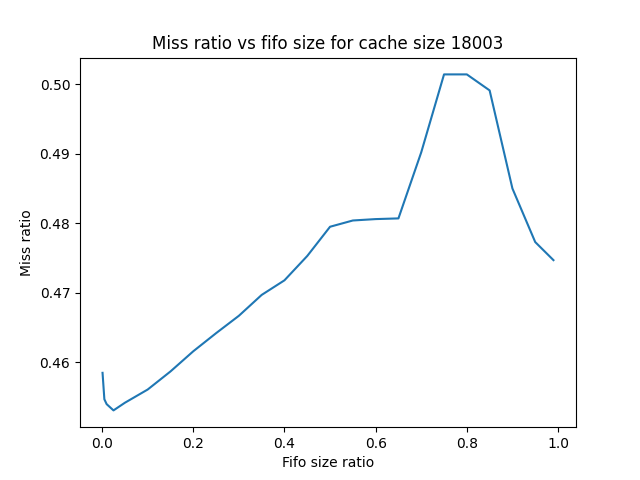 Miss ratio vs fifo size for cache size 18003
0.50
0.49
0.48
0.47
0.46
Miss ratio
0.0 0.2 0.4 0.6 0.8 1.0
Fifo size ratio